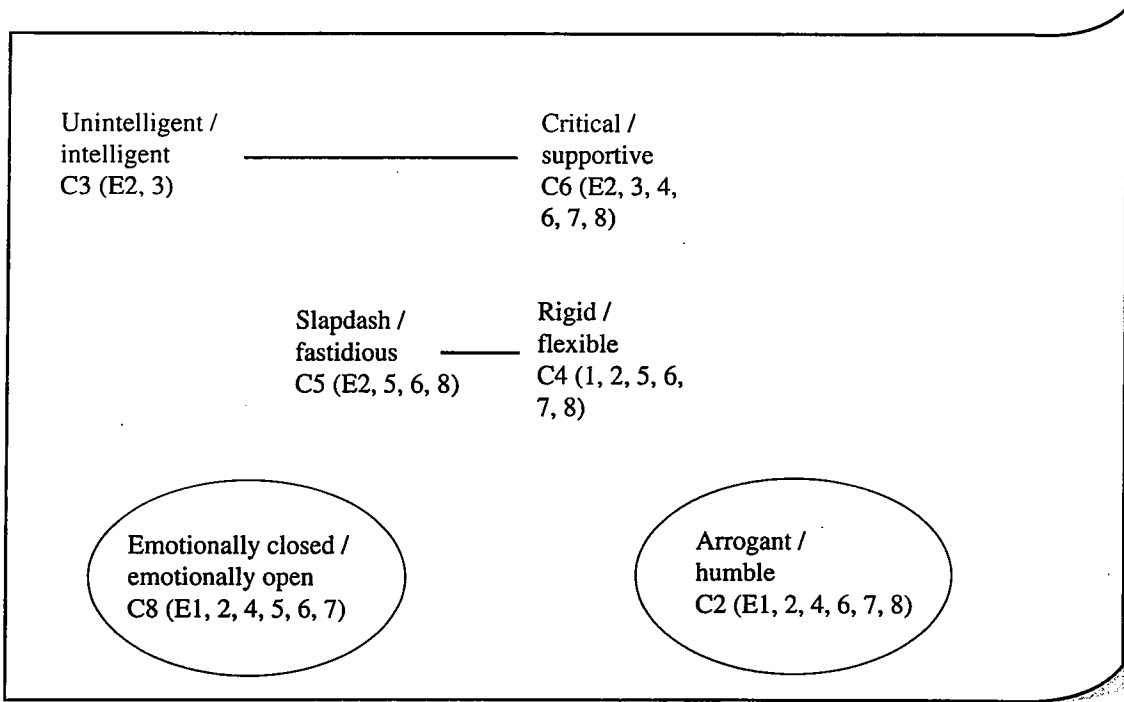 Unintelligent /
intelligent
C3 (E2, 3)
Critical /
supportive
C6 (E2, 3, 4,
6, 7, 8)
Slapdash /
fastidious
C5 (E2, 5, 6, 8)
Rigid /
flexible
C4 (1, 2, 5, 6,
7, 8)
Emotionally closed /
emotionally open
C8 (E1, 2, 4, 5, 6, 7)
Arrogant /
humble
C2 (E1, 2, 4, 6, 7, 8)